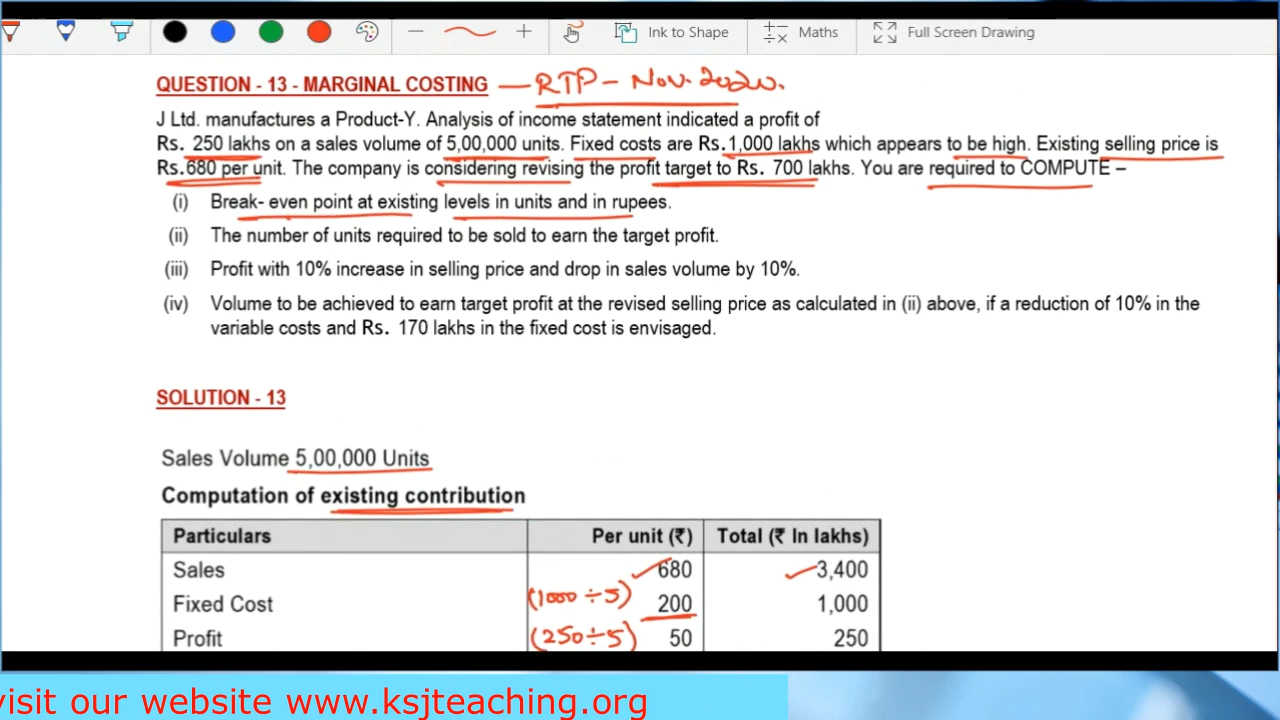 Ink to Shape Maths Full Screen Drawing
QUESTION - 13 - MARGINAL COSTING — RTP - Nov. 2020.
J Ltd. manufactures a Product-Y. Analysis of income statement indicated a profit of
Rs. 250 lakhs on a sales volume of 5,00,000 units. Fixed costs are Rs.1,000 lakhs which appears to be high. Existing selling price is
Rs.680 per unit. The company is considering revising the profit target to Rs. 700 lakhs. You are required to COMPUTE –
(i) Break- even point at existing levels in units and in rupees.
(ii) The number of units required to be sold to earn the target profit.
(iii) Profit with 10% increase in selling price and drop in sales volume by 10%.
(iv) Volume to be achieved to earn target profit at the revised selling price as calculated in (ii) above, if a reduction of 10% in the
variable costs and Rs. 170 lakhs in the fixed cost is envisaged.
SOLUTION - 13
Sales Volume 5,00,000 Units
Computation of existing contribution
Particulars Per unit (₹) Total (₹ In lakhs)
Sales 680 3,400
Fixed Cost (1000 ÷ 5) 200 1,000
Profit (250 ÷ 5) 50 250
visit our website www.ksjteaching.org